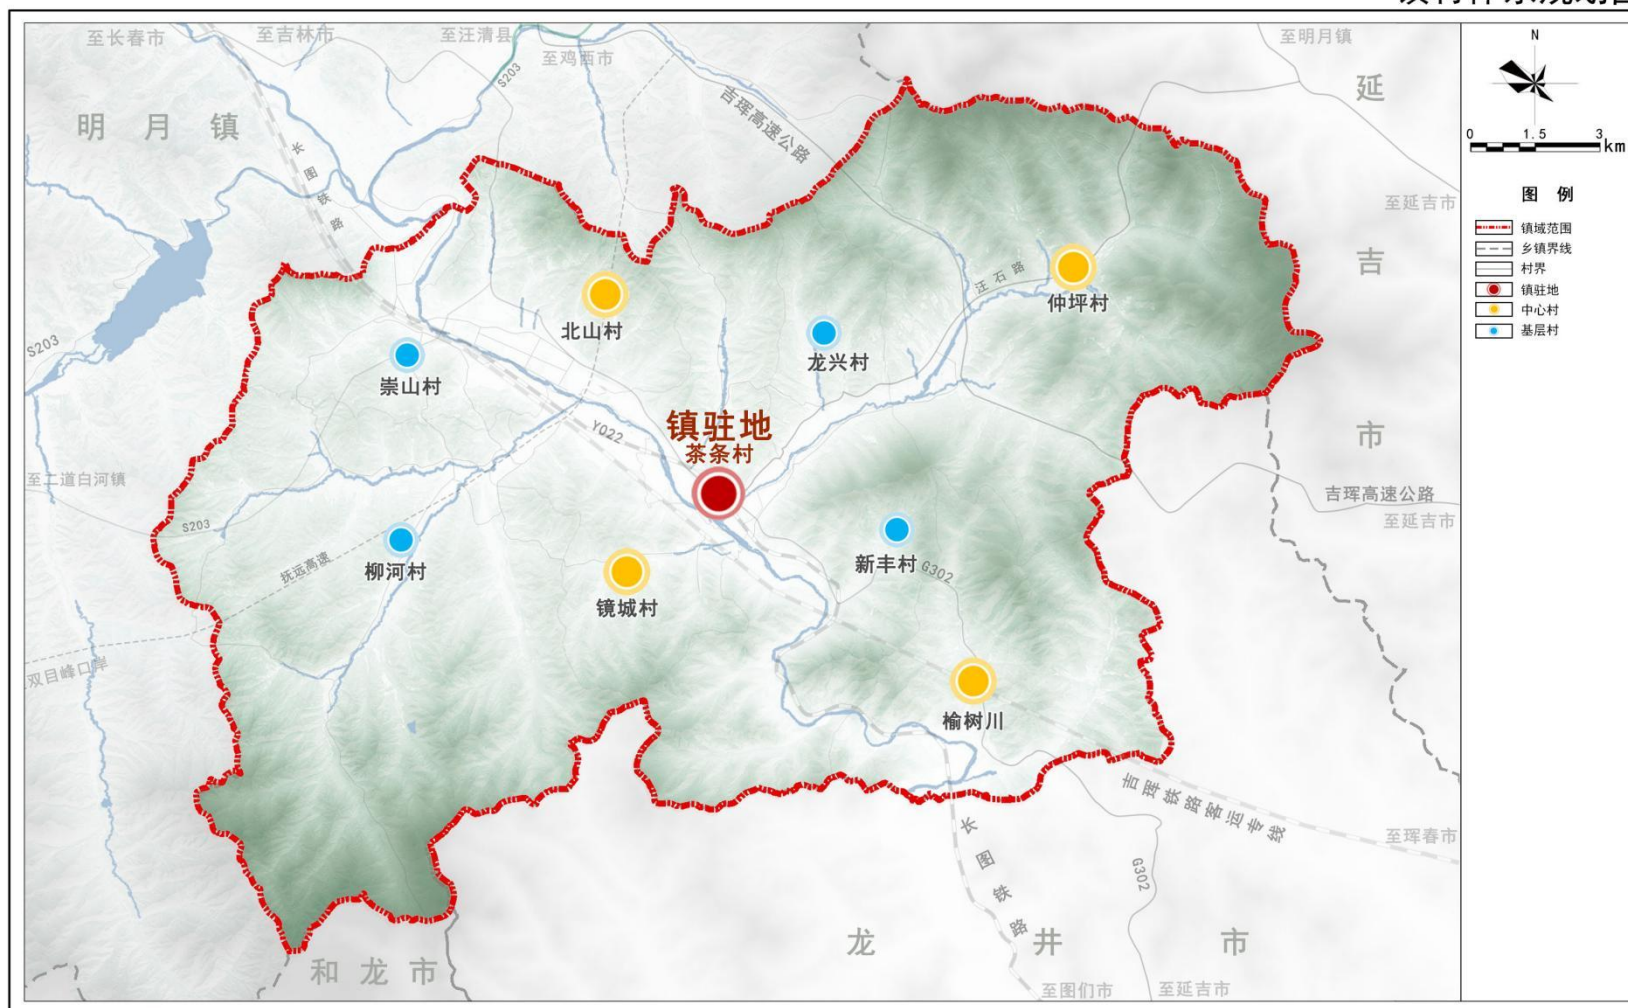 至长春市
至吉林市
至汪清县
至鸡西市
至明月镇
N
S203
吉珲高速公路
延
吉
市
明月镇
长图铁路
0 1.5 3
km
图 例
镇域范围
乡镇界线
村界
镇驻地
中心村
基层村
至延吉市
汪石路
仲坪村
北山村
龙兴村
崇山村
S203
Y022
镇驻地
茶条村
至二道白河镇
吉珲高速公路
至延吉市
S203
抚远高速
柳河村
镜城村
新丰村
G302
双目峰口岸
榆树川
吉珲铁路客运专线
至珲春市
长图铁路
G302
龙井市
和龙市
至图们市
至延吉市